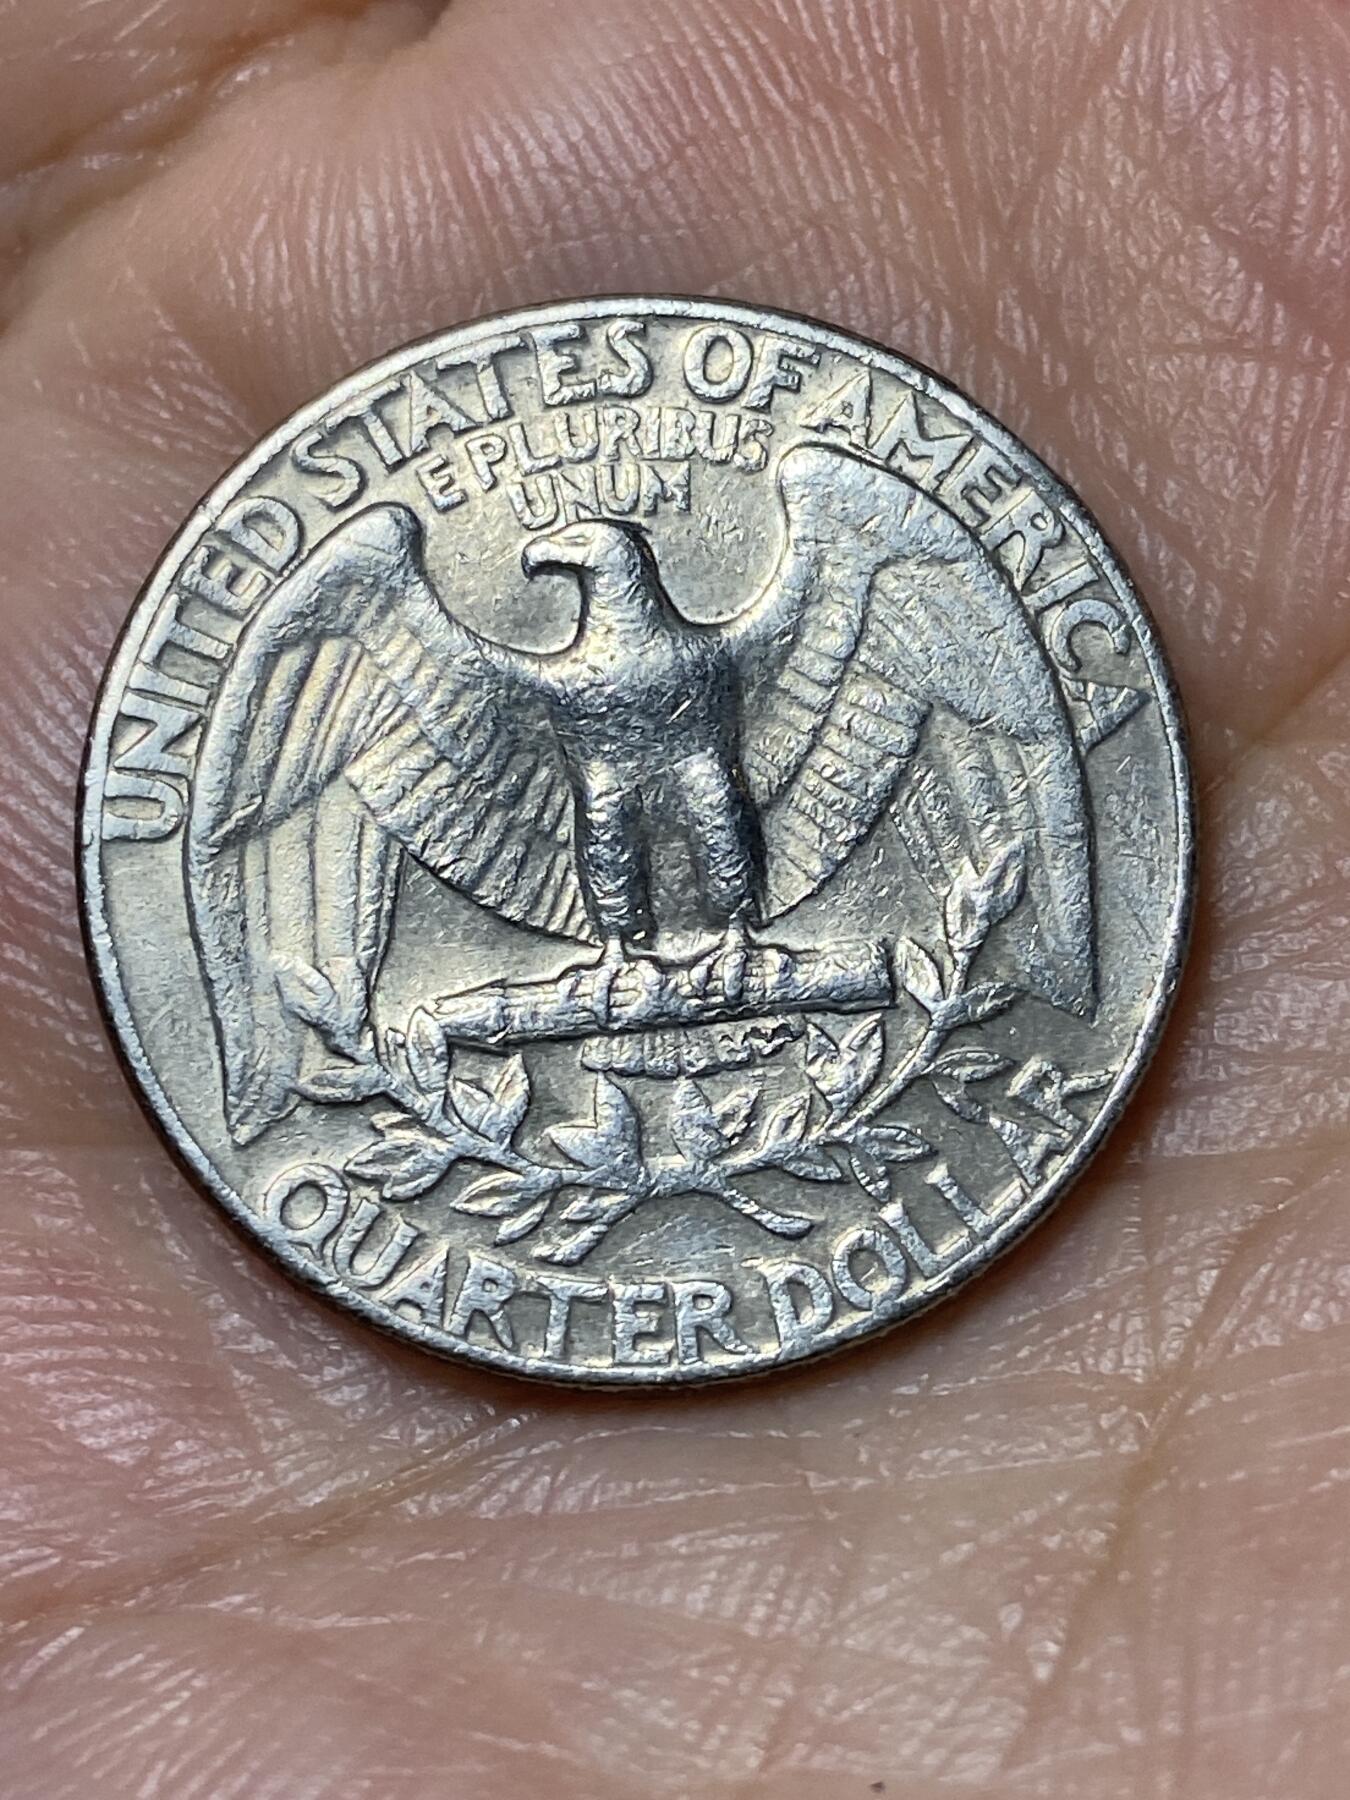 UNITED STATES OF AMERICA
E PLURIBUS
UNUM
QUARTER DOLLAR